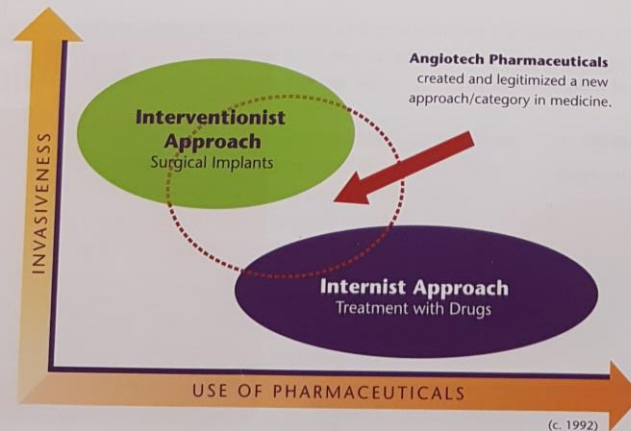 Angiotech Pharmaceuticals
created and legitimized a new
approach/category in medicine.
Interventionist
Approach
Surgical Implants
Internist Approach
Treatment with Drugs
INVASIVENESS
USE OF PHARMACEUTICALS
(c. 1992)